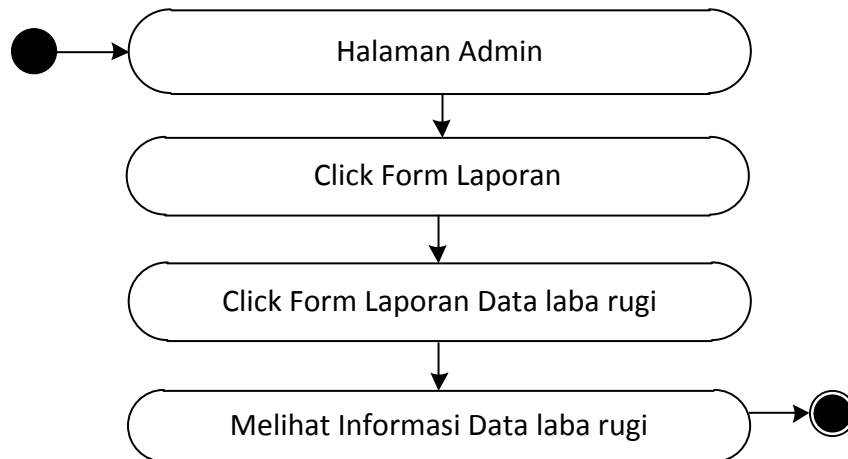 Halaman Admin
Click Form Laporan
Click Form Laporan Data laba rugi
Melihat Informasi Data laba rugi